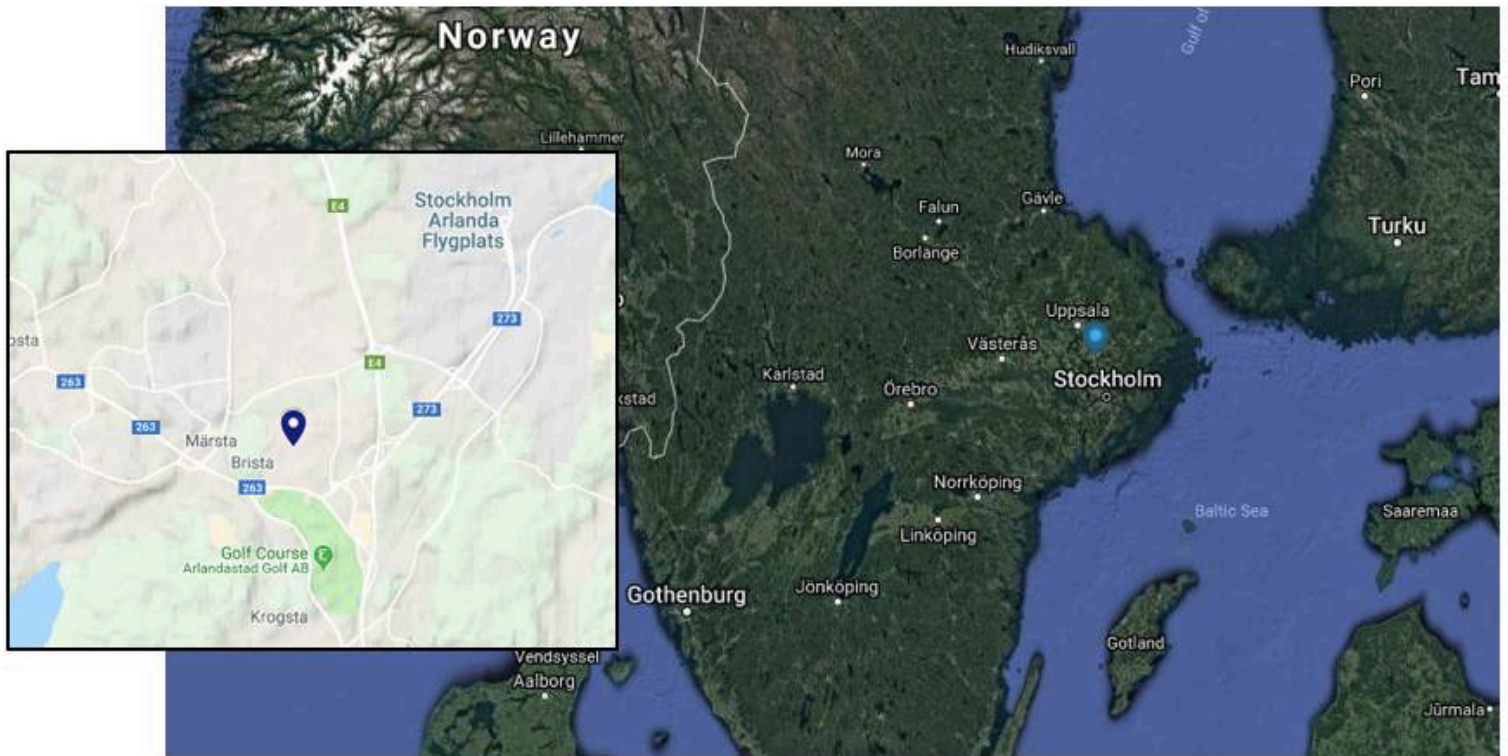 Norway
Gulf of
Hudiksvall
Pori
Tam
Lillehammer
Mora
Gävle
Falun
Turku
Borlänge
Uppsala
Västerås
Karlstad
Örebro
Stockholm
kstad
Norrköping
Baltic Sea
Saaremaa
Linköping
Jönköping
Gothenburg
Gotland
Vendsyssel
Aalborg
Jūrmala
E4
Stockholm
Arlanda
Flygplats
273
osta
E4
263
273
263
Märsta
Brista
263
Golf Course
Arlandastad Golf AB
Krogsta